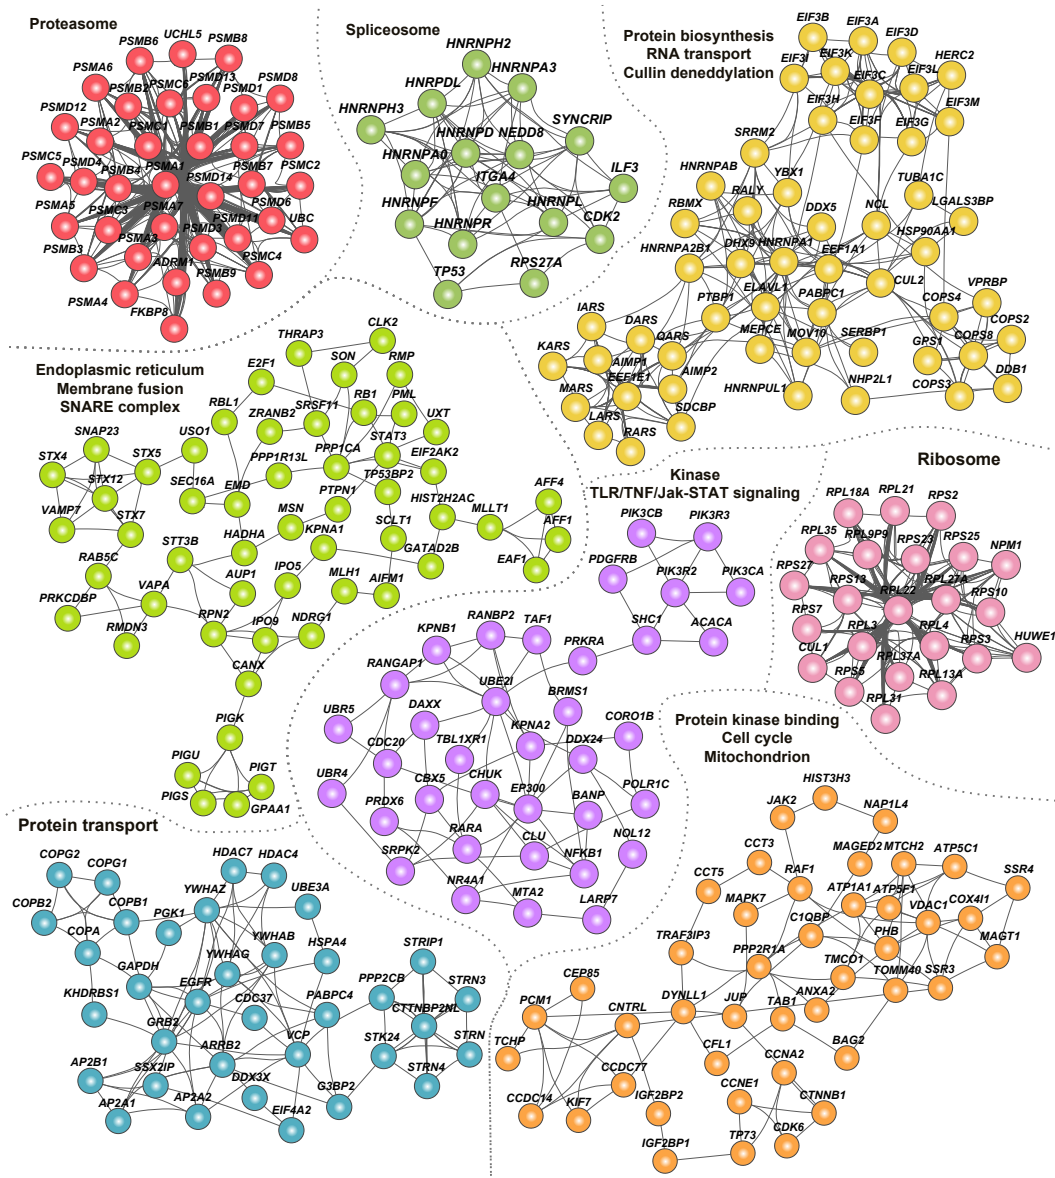 Proteasome
UCHL5
PSMB6
PSMB8
PSMA6
PSMD13
PSMD8
PSMB2
PSMC6
PSMD1
PSMD12
PSMA2
PSMC1
PSMB1
PSMD7
PSMB5
PSMC5
PSMD4
PSMB4
PSMA1
PSMD14
PSMB7
PSMC2
PSMA5
PSMC3
PSMA7
PSMD11
PSMD6
UBC
PSMB3
PSMA3
PSMD3
PSMC4
ADRM1
PSMB9
PSMA4
FKBP8
Spliceosome
HNRNPH2
HNRPDL
HNRNPA3
HNRNPH3
SYNCRIP
HNRNPD
NEDD8
HNRNPA0
ITGA4
ILF3
HNRNPF
HNRNPL
HNRNPR
CDK2
TP53
RPS27A
Protein biosynthesis
RNA transport
Cullin deneddylation
EIF3B
EIF3A
EIF3D
EIF3I
EIF3K
HERC2
EIF3C
EIF3L
EIF3H
EIF3M
EIF3F
EIF3G
SRRM2
HNRNPAB
YBX1
TUBA1C
RALY
RBMX
DDX5
NCL
LGALS3BP
HNRNPA2B1
DHX9
HNRNPA1
EEF1A1
HSP90AA1
ELAVL1
PABPC1
CUL2
PTBP1
COPS4
VPRBP
IARS
DARS
QARS
MEPCE
MOV10
SERBP1
COPS2
KARS
AIMP1
GPS1
COPS8
EEF1E1
AIMP2
MARS
HNRNPUL1
NHP2L1
COPS3
DDB1
LARS
SDCBP
RARS
Endoplasmic reticulum
Membrane fusion
SNARE complex
CLK2
THRAP3
SON
RMP
E2F1
RBL1
ZRANB2
SRSF11
RB1
PML
UXT
SNAP23
USO1
STAT3
STX4
STX5
PPP1R13L
PPP1CA
EIF2AK2
STX12
SEC16A
EMD
TP53BP2
VAMP7
STX7
PTPN1
HIST2H2AC
AFF4
MSN
SCLT1
MLLT1
AFF1
HADHA
KPNA1
STT3B
GATAD2B
EAF1
RAB5C
AUP1
IPO5
MLH1
AIFM1
VAPA
PRKCDBP
RMDN3
RPN2
IPO9
NDRG1
CANX
PIGK
PIGU
PIGT
PIGS
GPAA1
Kinase
TLR/TNF/Jak-STAT signaling
PIK3CB
PIK3R3
PDGFRB
PIK3R2
PIK3CA
SHC1
ACACA
RANBP2
TAF1
KPNB1
PRKRA
RANGAP1
UBE2I
BRMS1
UBR5
DAXX
KPNA2
CORO1B
CDC20
TBL1XR1
DDX24
UBR4
CBX5
CHUK
EP300
POLR1C
PRDX6
BANP
RARA
CLU
NOL12
SRPK2
NFKB1
NR4A1
MTA2
LARP7
Ribosome
RPL18A
RPL21
RPS2
RPL35
RPL9P9
RPS23
RPS25
NPM1
RPS27
RPS13
RPL22
RPL27A
RPS10
RPS7
RPL3
RPL4
RPS3
HUWE1
CUL1
RPS5
RPL37A
RPL13A
RPL31
Protein kinase binding
Cell cycle
Mitochondrion
HIST3H3
JAK2
NAP1L4
CCT3
MAGED2
MTCH2
ATP5C1
CCT5
RAF1
SSR4
MAPK7
ATP1A1
ATP5F1
VDAC1
COX4I1
C1QBP
TRAF3IP3
PHB
MAGT1
PPP2R1A
TMCO1
TOMM40
SSR3
CEP85
PCM1
CNTRL
DYNLL1
JUP
TAB1
ANXA2
TCHP
CFL1
BAG2
CCDC77
CCNA2
CCDC14
KIF7
IGF2BP2
CCNE1
CTNNB1
IGF2BP1
TP73
CDK6
Protein transport
COPG2
COPG1
HDAC7
HDAC4
YWHAZ
UBE3A
COPB2
COPB1
PGK1
COPA
YWHAB
HSPA4
STRIP1
GAPDH
YWHAG
PPP2CB
STRN3
KHDRBS1
EGFR
CDC37
PABPC4
CTTNBP2NL
GRB2
VCP
STK24
STRN
AP2B1
ARRB2
SSX2IP
DDX3X
STRN4
AP2A1
AP2A2
EIF4A2
G3BP2